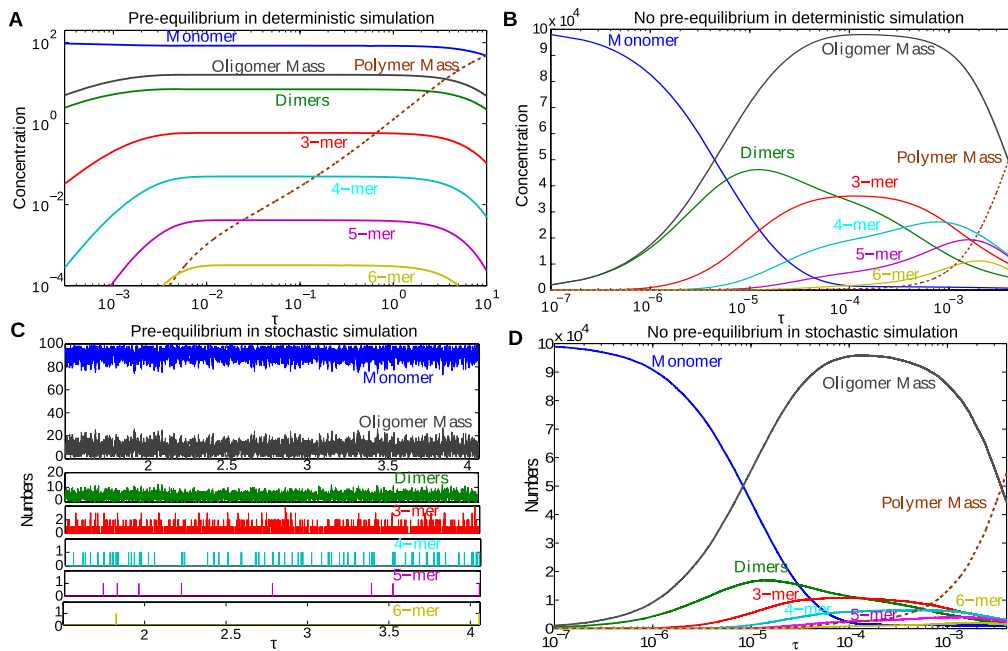 A
Pre-equilibrium in deterministic simulation
10^2
10^0
10^−2
10^−4
Concentration
Monomer
Oligomer Mass
Polymer Mass
Dimers
3−mer
4−mer
5−mer
6−mer
10^−3
10^−2
10^−1
10^0
10^1
τ
B
No pre-equilibrium in deterministic simulation
10 ×10^4
9
8
7
6
5
4
3
2
1
0
Concentration
Monomer
Oligomer Mass
Dimers
Polymer Mass
3−mer
4−mer
5−mer
6−mer
10^−7
10^−6
10^−5
10^−4
10^−3
τ
C
Pre-equilibrium in stochastic simulation
100
80
60
40
20
0
Monomer
Oligomer Mass
2
2.5
3
3.5
4
20
10
0
Dimers
2
0
3−mer
1
0
4−mer
1
0
5−mer
1
0
6−mer
Numbers
2
2.5
3
3.5
4
τ
D
No pre-equilibrium in stochastic simulation
10 ×10^4
9
8
7
6
5
4
3
2
1
0
Numbers
Monomer
Oligomer Mass
Polymer Mass
Dimers
3−mer
4−mer
5−mer
6−mer
10^−7
10^−6
10^−5
10^−4
10^−3
τ